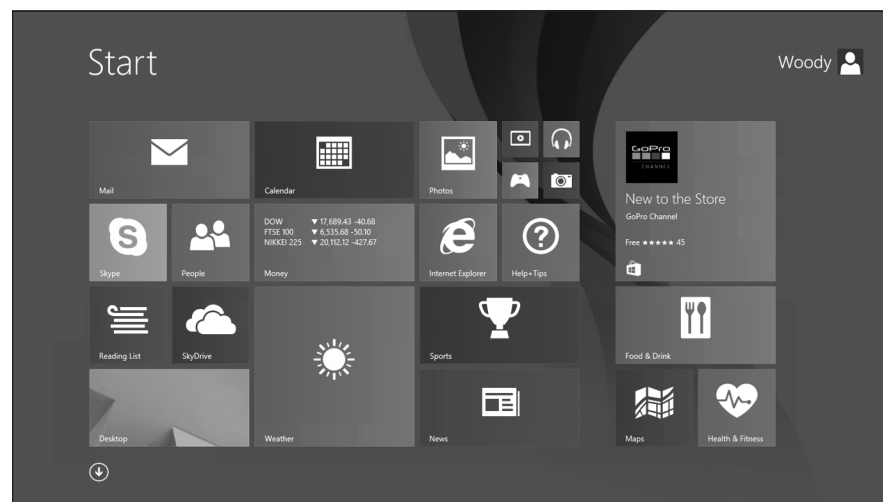 Start
Woody
Mail
Calendar
Photos
GoPro
CHANNEL
New to the Store
GoPro Channel
Free ★★★★★ 45
Skype
People
DOW ▼ 17,689.43 -40.68
FTSE 100 ▼ 6,535.68 -50.10
NIKKEI 225 ▼ 20,112.12 -427.67
Money
Internet Explorer
Help+Tips
Reading List
SkyDrive
Weather
Sports
Food & Drink
Desktop
News
Maps
Health & Fitness